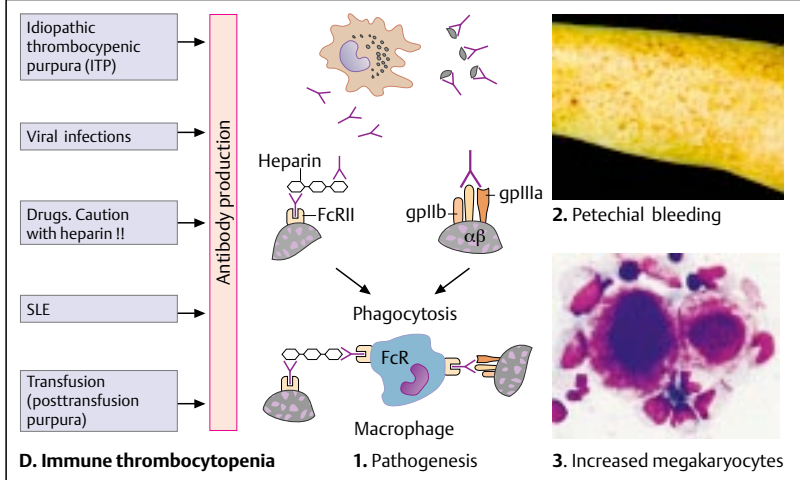 Idiopathic
thrombocypenic
purpura (ITP)
Viral infections
Drugs. Caution
with heparin !!
SLE
Transfusion
(posttransfusion
purpura)
Antibody production
Heparin
FcRII
gpIIb
gpIIIa
αβ
Phagocytosis
FcR
Macrophage
2. Petechial bleeding
D. Immune thrombocytopenia
1. Pathogenesis
3. Increased megakaryocytes